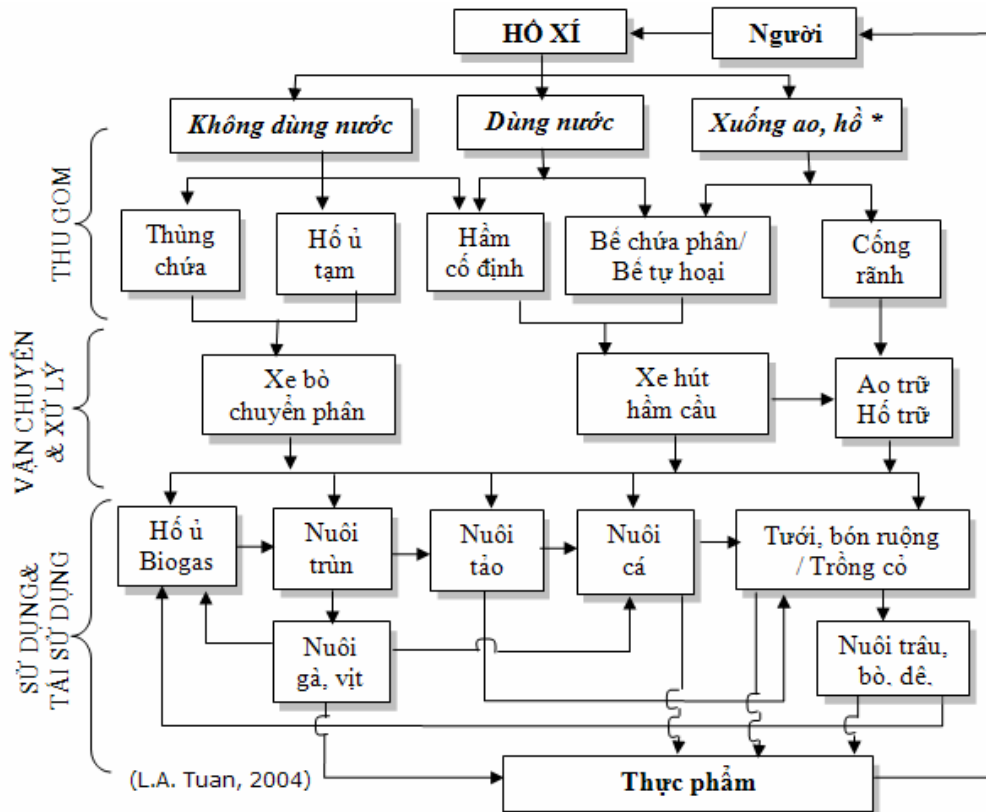 HỐ XÍ
Người
Không dùng nước
Dùng nước
Xuống ao, hồ *
THU GOM
Thùng
chứa
Hố ủ
tạm
Hầm
cố định
Bể chứa phân/
Bể tự hoại
Cống
rãnh
VẬN CHUYỂN
& XỬ LÝ
Xe bò
chuyển phân
Xe hút
hầm cầu
Ao trữ
Hố trữ
SỬ DỤNG&
TÁI SỬ DỤNG
Hố ủ
Biogas
Nuôi
trùn
Nuôi
tảo
Nuôi
cá
Tưới, bón ruộng
/ Trồng cỏ
Nuôi
gà, vịt
Nuôi trâu,
bò, dê,
(L.A. Tuan, 2004)
Thực phẩm